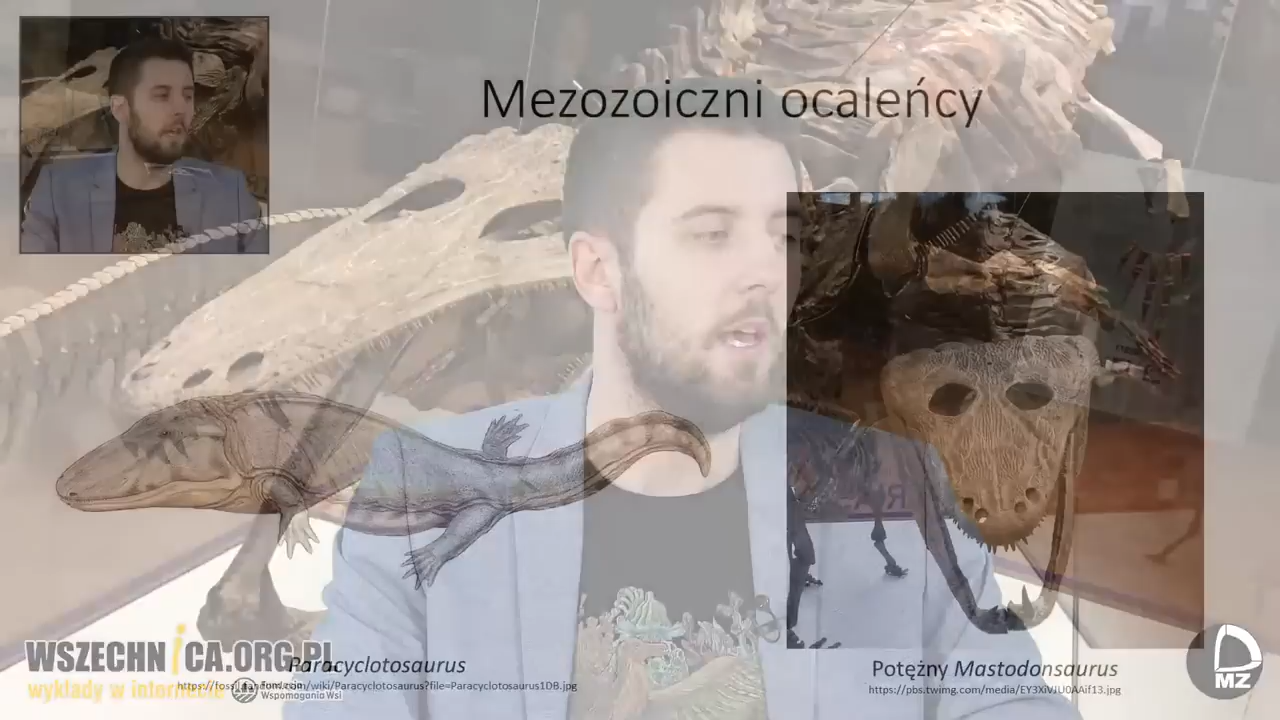 Mezozoiczni ocaleńcy
WSZECHNICA.ORG.PL
wykłady w internecie
Fundacja
Wspomagania Wsi
Paracyclotosaurus
Potężny Mastodonsaurus
https://pbs.twimg.com/media/EY3XiVJU0AAif13.jpg
MZ